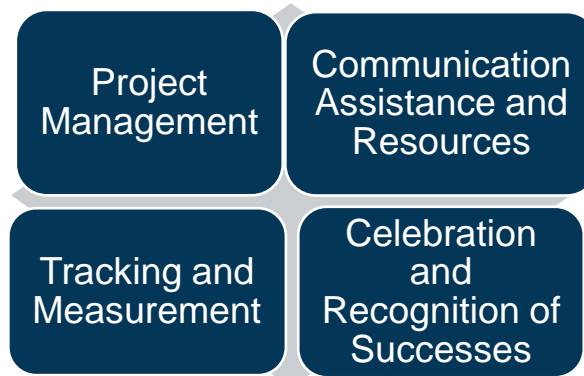 Project
Management
Communication
Assistance and
Resources
Tracking and
Measurement
Celebration
and
Recognition of
Successes